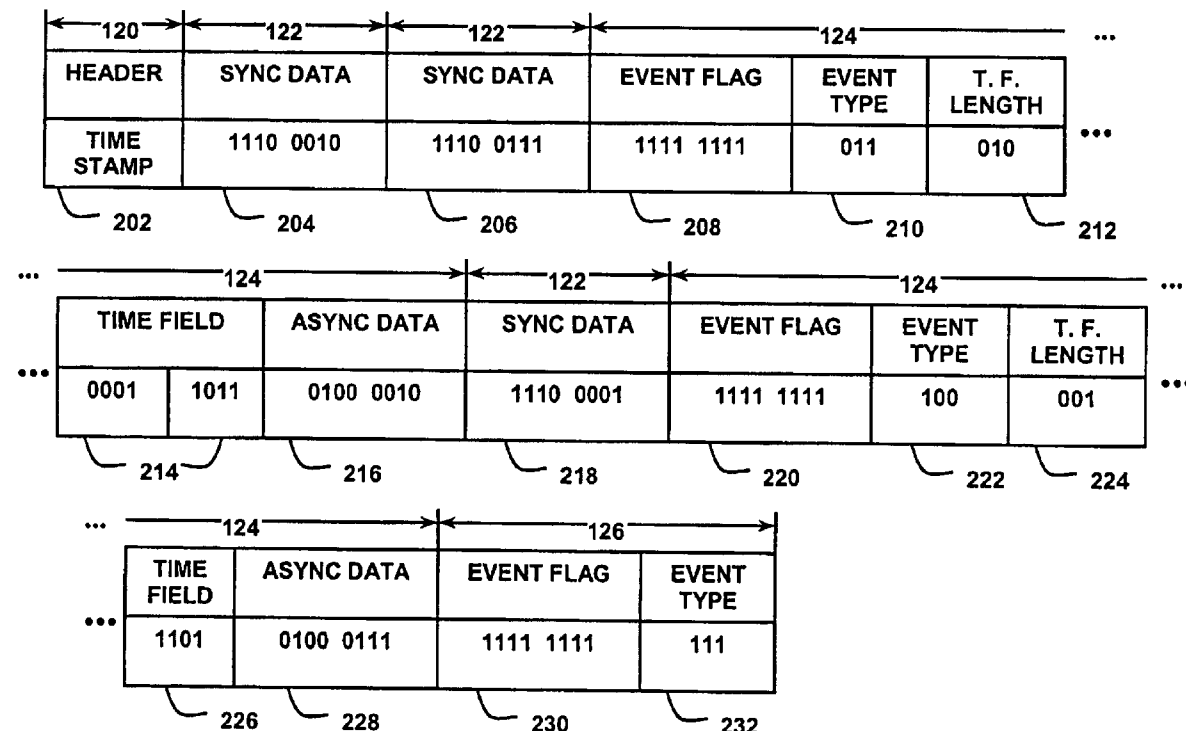 120 122 122 124 ...
HEADER SYNC DATA SYNC DATA EVENT FLAG EVENT TYPE T. F. LENGTH
TIME STAMP 1110 0010 1110 0111 1111 1111 011 010 ...
202 204 206 208 210 212
... 124 122 124 ...
TIME FIELD ASYNC DATA SYNC DATA EVENT FLAG EVENT TYPE T. F. LENGTH
... 0001 1011 0100 0010 1110 0001 1111 1111 100 001 ...
214 216 218 220 222 224
... 124 126
TIME FIELD ASYNC DATA EVENT FLAG EVENT TYPE
... 1101 0100 0111 1111 1111 111
226 228 230 232